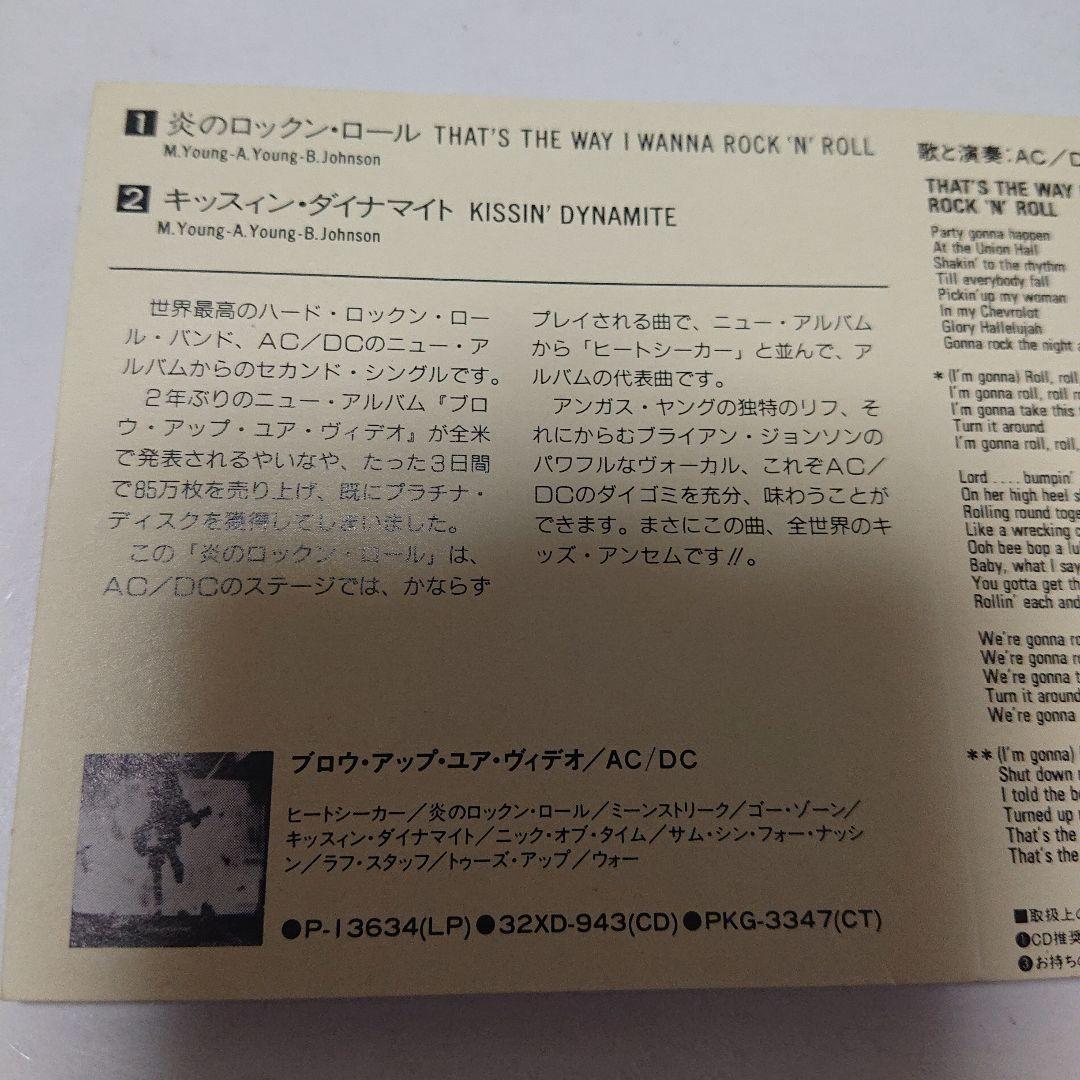 1 炎のロックン・ロール THAT'S THE WAY I WANNA ROCK 'N' ROLL
M.Young-A.Young-B.Johnson
2 キッスィン・ダイナマイト KISSIN' DYNAMITE
M.Young-A.Young-B.Johnson
世界最高のハード・ロックン・ロー
ル・バンド、AC/DCのニュー・ア
ルバムからのセカンド・シングルです。
2年ぶりのニュー・アルバム『ブロ
ウ・アップ・ユア・ヴィデオ』が全米
で発表されるやいなや、たった3日間
で85万枚を売り上げ、既にプラチナ・
ディスクを獲得してしまいました。
この「炎のロックン・ロール」は、
AC/DCのステージでは、かならず
プレイされる曲で、ニュー・アルバム
から「ヒートシーカー」と並んで、ア
ルバムの代表曲です。
アンガス・ヤングの独特のリフ、そ
れにからむブライアン・ジョンソンの
パワフルなヴォーカル、これぞAC/
DCのダイゴミを充分、味わうことが
できます。まさにこの曲、全世界のキ
ッズ・アンセムです!!。
ブロウ・アップ・ユア・ヴィデオ/AC/DC
ヒートシーカー/炎のロックン・ロール/ミーンストリーク/ゴー・ゾーン/
キッスィン・ダイナマイト/ニック・オブ・タイム/サム・シン・フォー・ナッシ
ン/ラフ・スタッフ/トゥーズ・アップ/ウォー
●P-13634(LP)●32XD-943(CD)●PKG-3347(CT)
歌と演奏:AC/D
THAT'S THE WAY
ROCK 'N' ROLL
Party gonna happen
At the Union Hall
Shakin' to the rhythm
Till everybody fall
Pickin' up my woman
In my Chevrolot
Glory Hallelujah
Gonna rock the night a
* (I'm gonna) Roll, roll
I'm gonna roll, roll r
I'm gonna take this
Turn it around
I'm gonna roll, roll,
Lord .... bumpin'
On her high heel s
Rolling round toge
Like a wrecking
Ooh bee bop a lu
Baby, what I say
You gotta get th
Rollin' each and
We're gonna ro
We're gonna r
We're gonna t
Turn it around
We're gonna
** (I'm gonna)
Shut down
I told the b
Turned up
That's the
That's the
■取扱上の
❶CD推奨
❸お持ちの